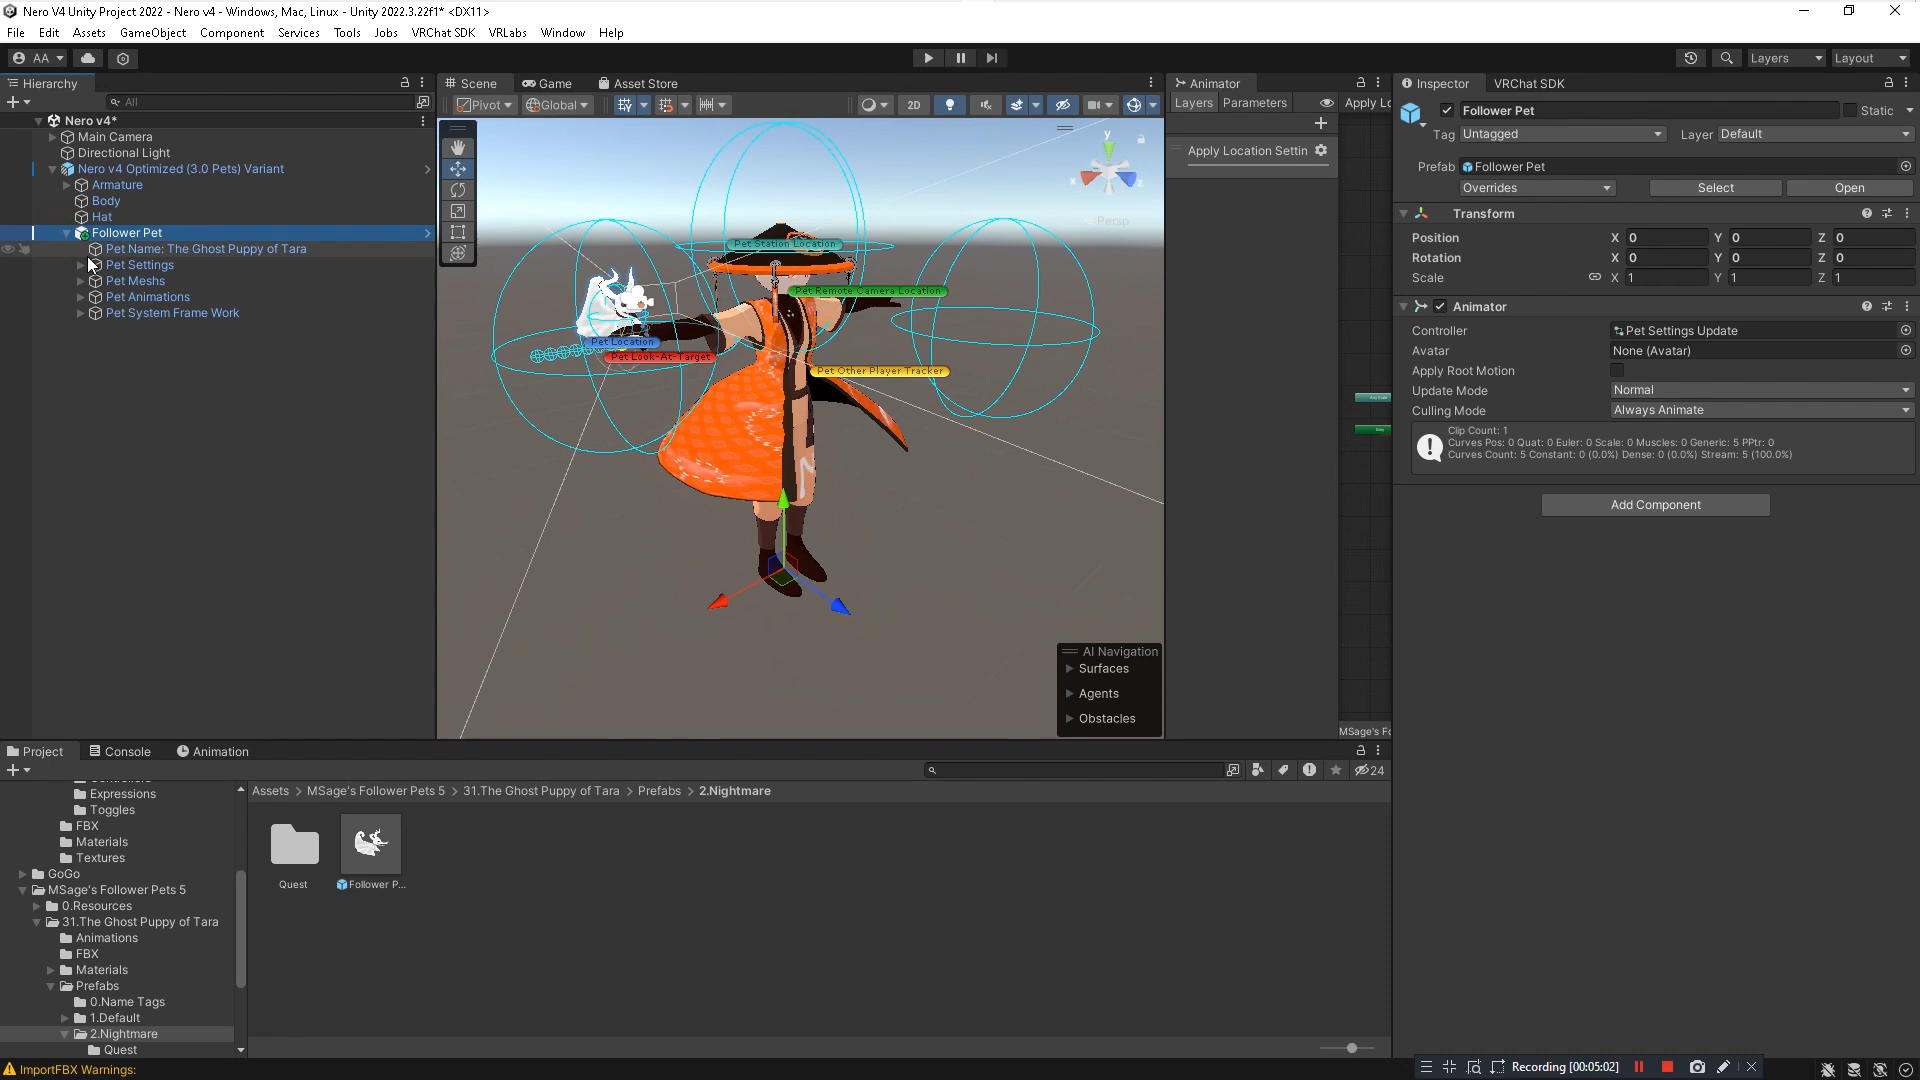 Nero V4 Unity Project 2022 - Nero v4 - Windows, Mac, Linux - Unity 2022.3.22f1* <DX11>
File Edit Assets GameObject Component Services Tools Jobs VRChat SDK VRLabs Window Help
AA Layers Layout
Hierarchy Scene Game Asset Store Animator Inspector VRChat SDK
All Pivot Global 2D Layers Parameters Apply Lo
Follower Pet Static
Tag Untagged Layer Default
Prefab Follower Pet
Overrides Select Open
Nero v4*
Main Camera
Directional Light
Nero v4 Optimized (3.0 Pets) Variant
Armature
Body
Hat
Follower Pet
Pet Name: The Ghost Puppy of Tara
Pet Settings
Pet Meshs
Pet Animations
Pet System Frame Work
y
x
z
Persp
Pet Station Location
Pet Remote Camera Location
Pet Location
Pet Look-At-Target
Pet Other Player Tracker
AI Navigation
Surfaces
Agents
Obstacles
Apply Location Settin
MSage's Fo
Transform
Position X 0 Y 0 Z 0
Rotation X 0 Y 0 Z 0
Scale X 1 Y 1 Z 1
Animator
Controller Pet Settings Update
Avatar None (Avatar)
Apply Root Motion
Update Mode Normal
Culling Mode Always Animate
Clip Count: 1
Curves Pos: 0 Quat: 0 Euler: 0 Scale: 0 Muscles: 0 Generic: 5 PPtr: 0
Curves Count: 5 Constant: 0 (0.0%) Dense: 0 (0.0%) Stream: 5 (100.0%)
Add Component
Project Console Animation
24
Assets > MSage's Follower Pets 5 > 31.The Ghost Puppy of Tara > Prefabs > 2.Nightmare
Expressions
Toggles
FBX
Materials
Textures
GoGo
MSage's Follower Pets 5
0.Resources
31.The Ghost Puppy of Tara
Animations
FBX
Materials
Prefabs
0.Name Tags
1.Default
2.Nightmare
Quest
Quest Follower P...
ImportFBX Warnings:
Recording [00:05:02]